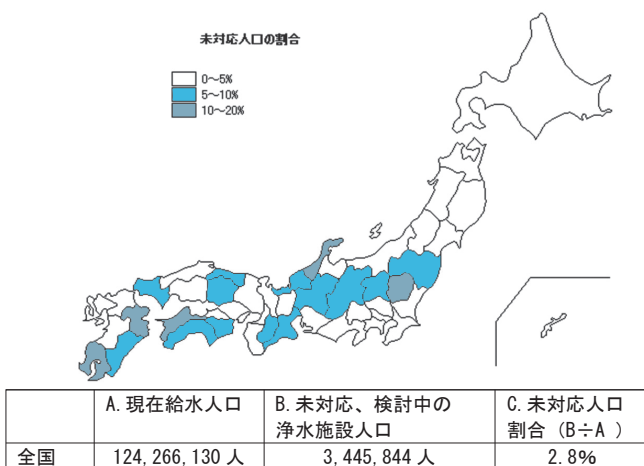 未対応人口の割合
0～5%
5～10%
10～20%
A.現在給水人口
B.未対応、検討中の
浄水施設人口
C.未対応人口
割合（B÷A ）
全国
124,266,130 人
3,445,844 人
2.8%